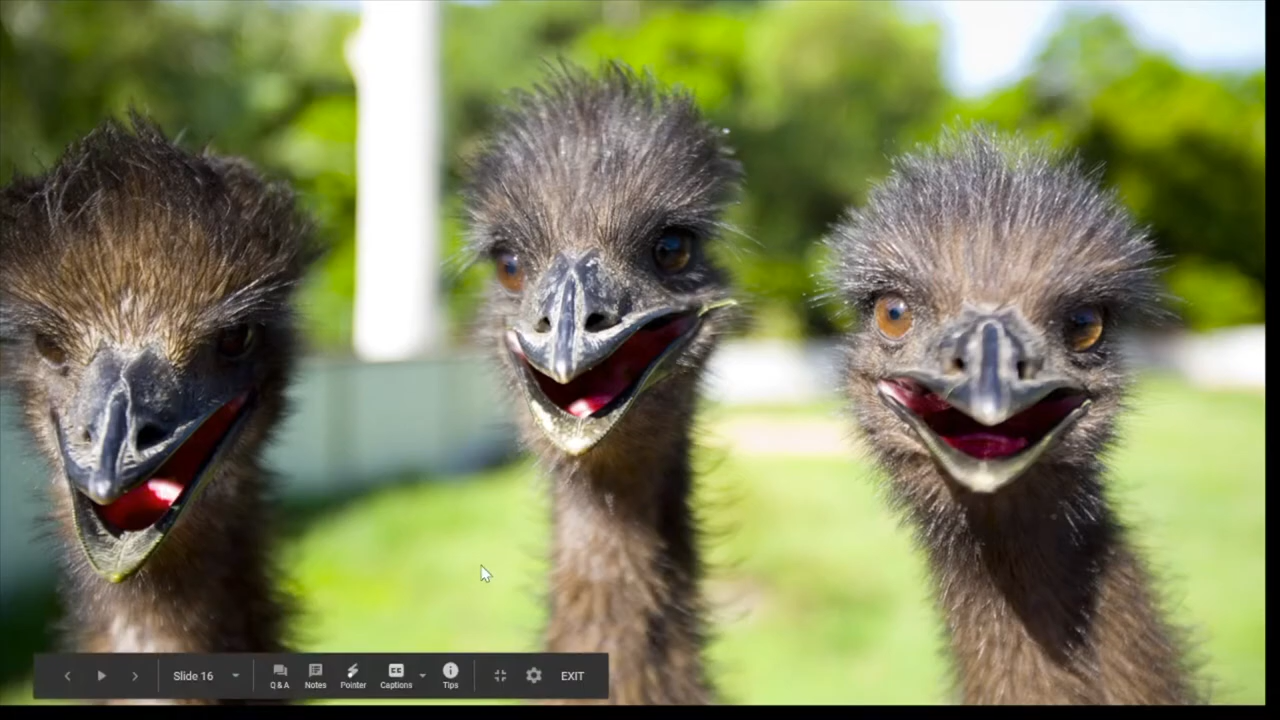 Slide 16
Q & A
Notes
Pointer
CC
Captions
Tips
EXIT